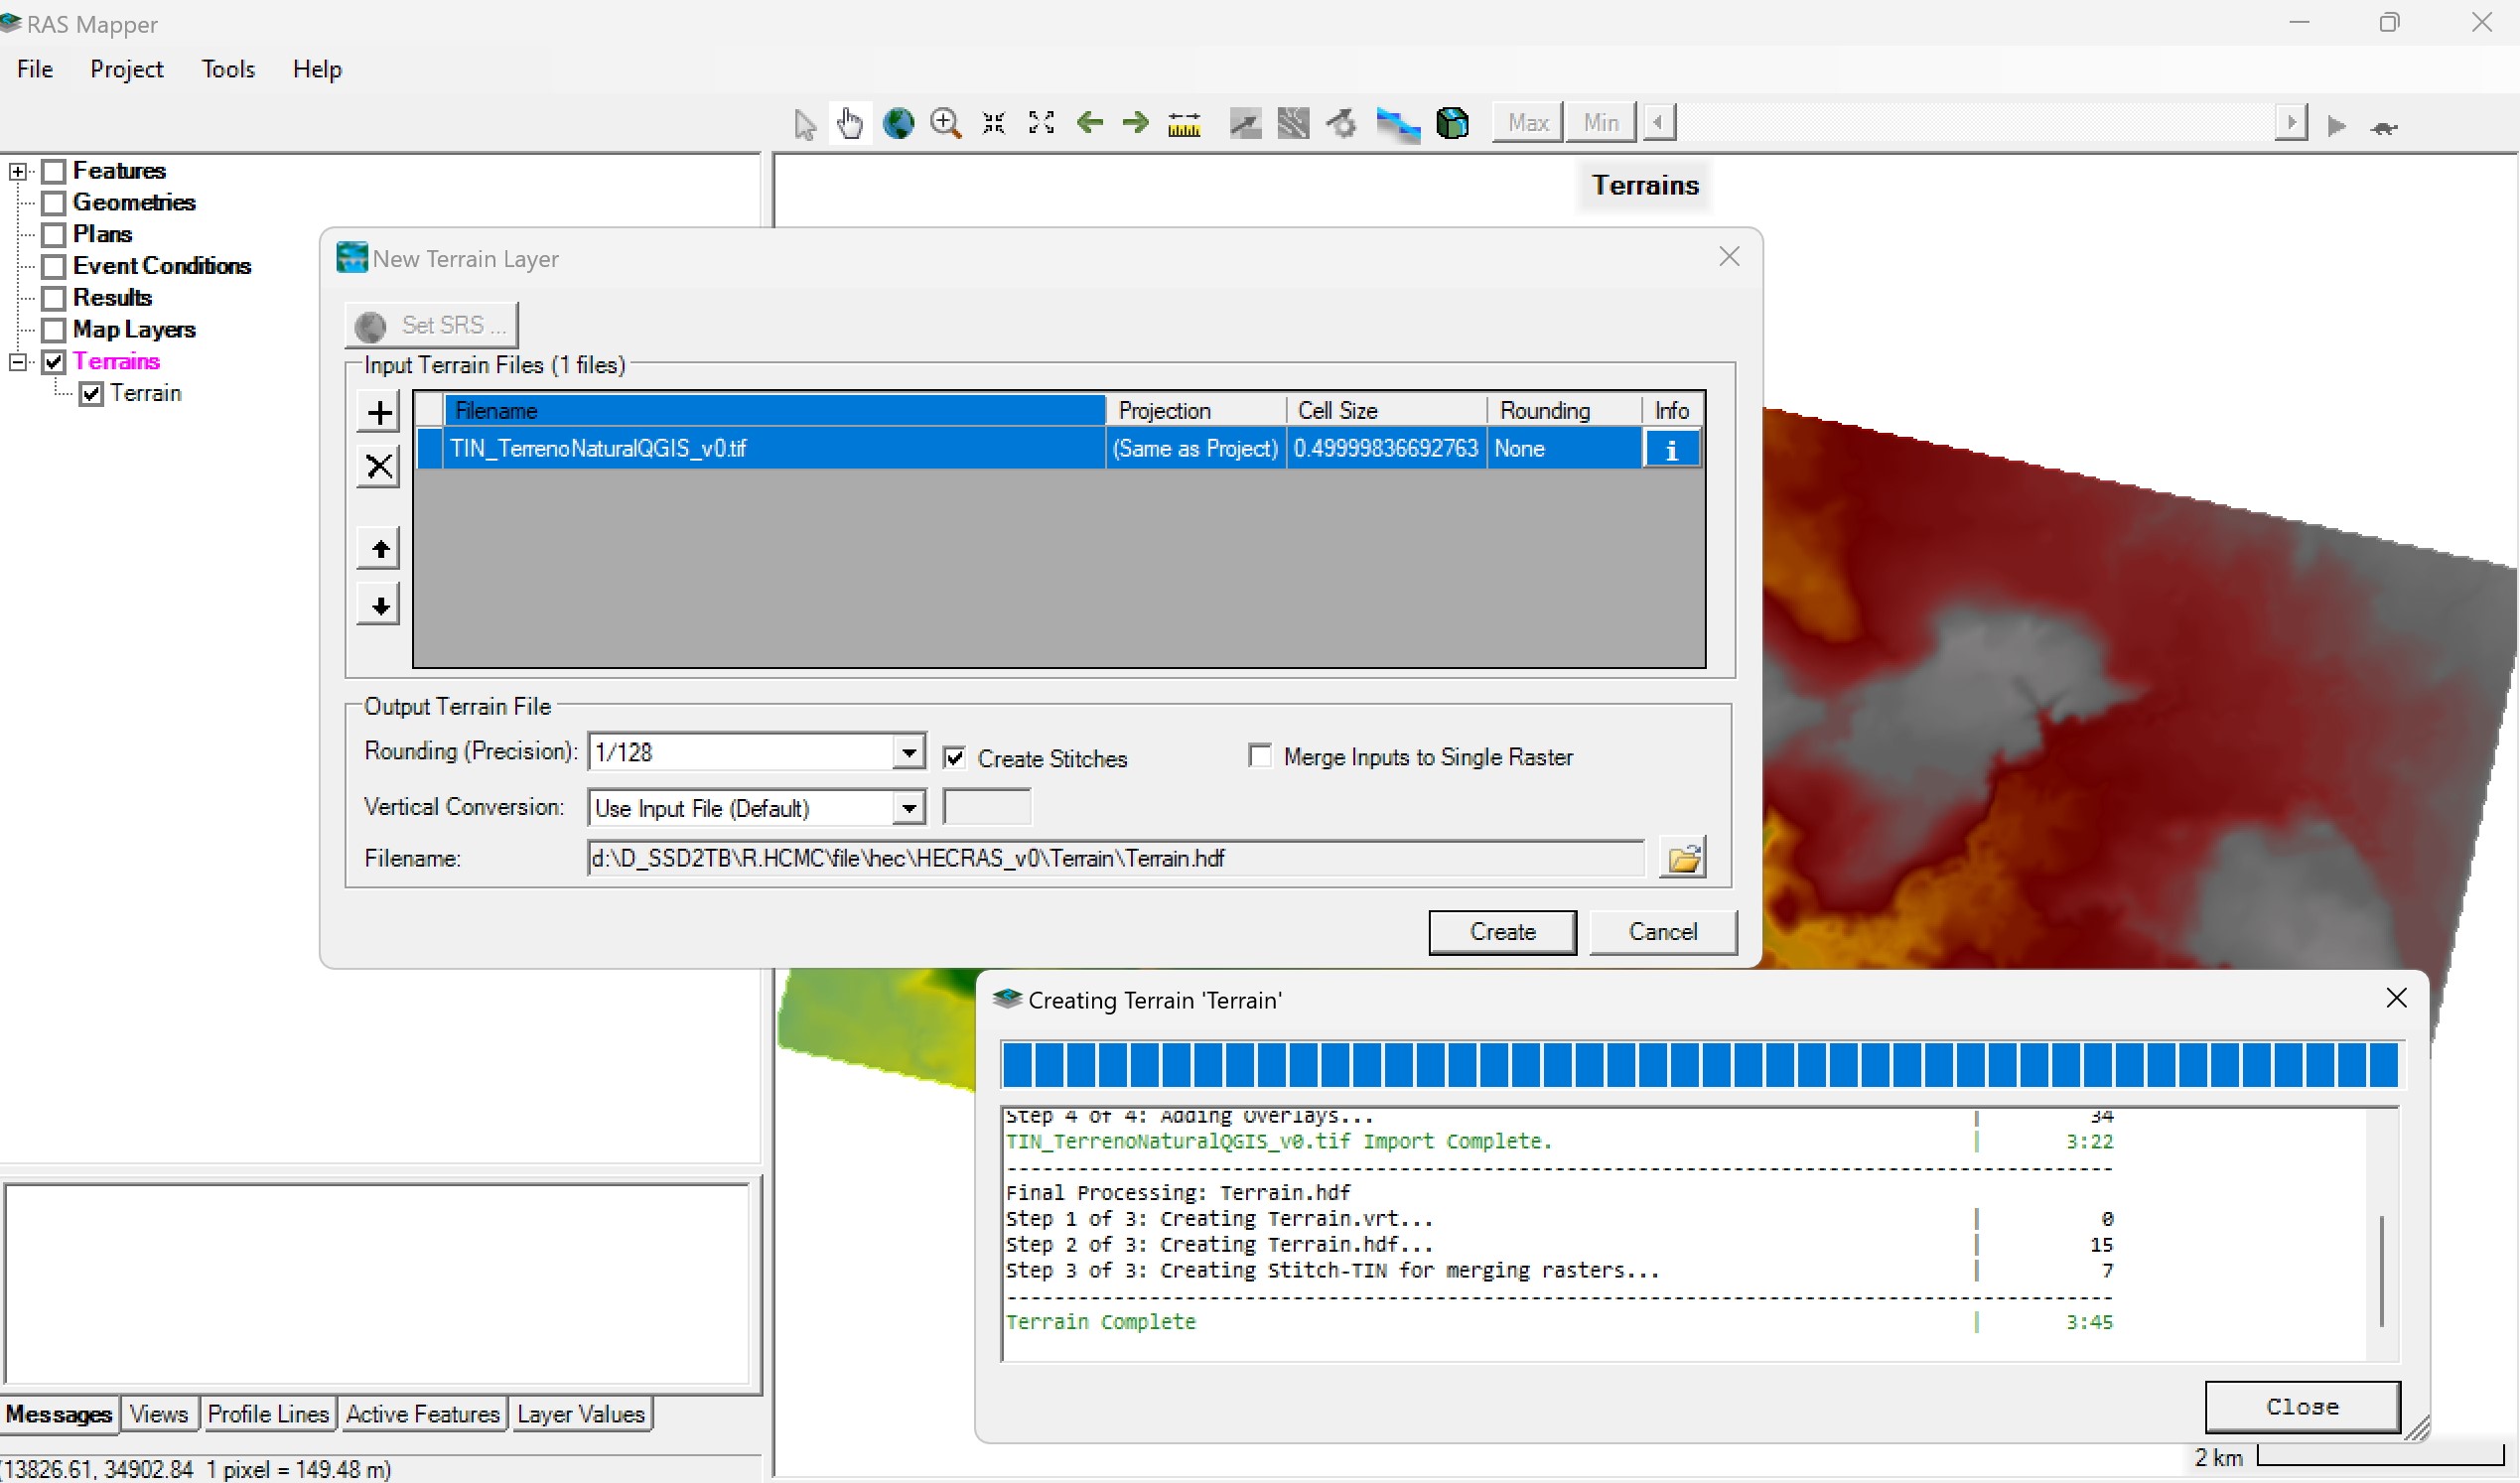 RAS Mapper
File Project Tools Help
Max Min
Features
Geometries
Plans
Event Conditions
Results
Map Layers
Terrains
Terrain
Terrains
New Terrain Layer
Set SRS ...
Input Terrain Files (1 files)
Filename Projection Cell Size Rounding Info
TIN_TerrenoNaturalQGIS_v0.tif (Same as Project) 0.49999836692763 None i
Output Terrain File
Rounding (Precision): 1/128 Create Stitches Merge Inputs to Single Raster
Vertical Conversion: Use Input File (Default)
Filename: d:\D_SSD2TB\R.HCMC\file\hec\HECRAS_v0\Terrain\Terrain.hdf
Create Cancel
Creating Terrain 'Terrain'
Step 4 of 4: Adding Overlays... | 34
TIN_TerrenoNaturalQGIS_v0.tif Import Complete. | 3:22
Final Processing: Terrain.hdf
Step 1 of 3: Creating Terrain.vrt... | 0
Step 2 of 3: Creating Terrain.hdf... | 15
Step 3 of 3: Creating Stitch-TIN for merging rasters... | 7
Terrain Complete | 3:45
Close
Messages Views Profile Lines Active Features Layer Values
(13826.61, 34902.84 1 pixel = 149.48 m)
2 km